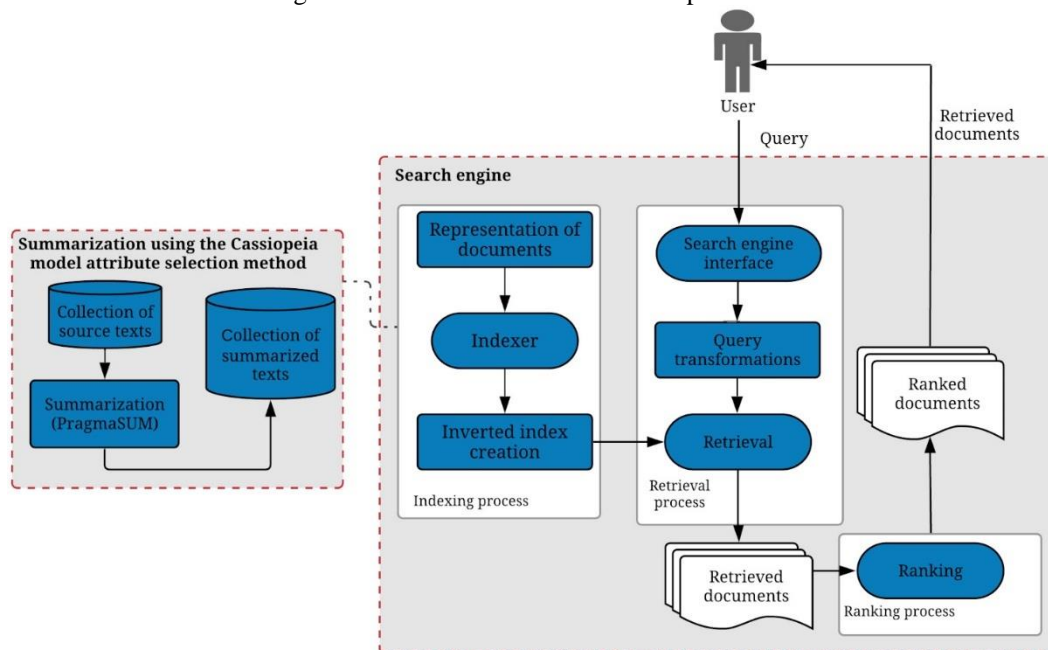 User
Query
Retrieved
documents
Search engine
Summarization using the Cassiopeia
model attribute selection method
Collection of
source texts
Summarization
(PragmaSUM)
Collection of
summarized
texts
Representation of
documents
Indexer
Inverted index
creation
Indexing process
Search engine
interface
Query
transformations
Retrieval
Retrieval
process
Retrieved
documents
Ranking
Ranking process
Ranked
documents